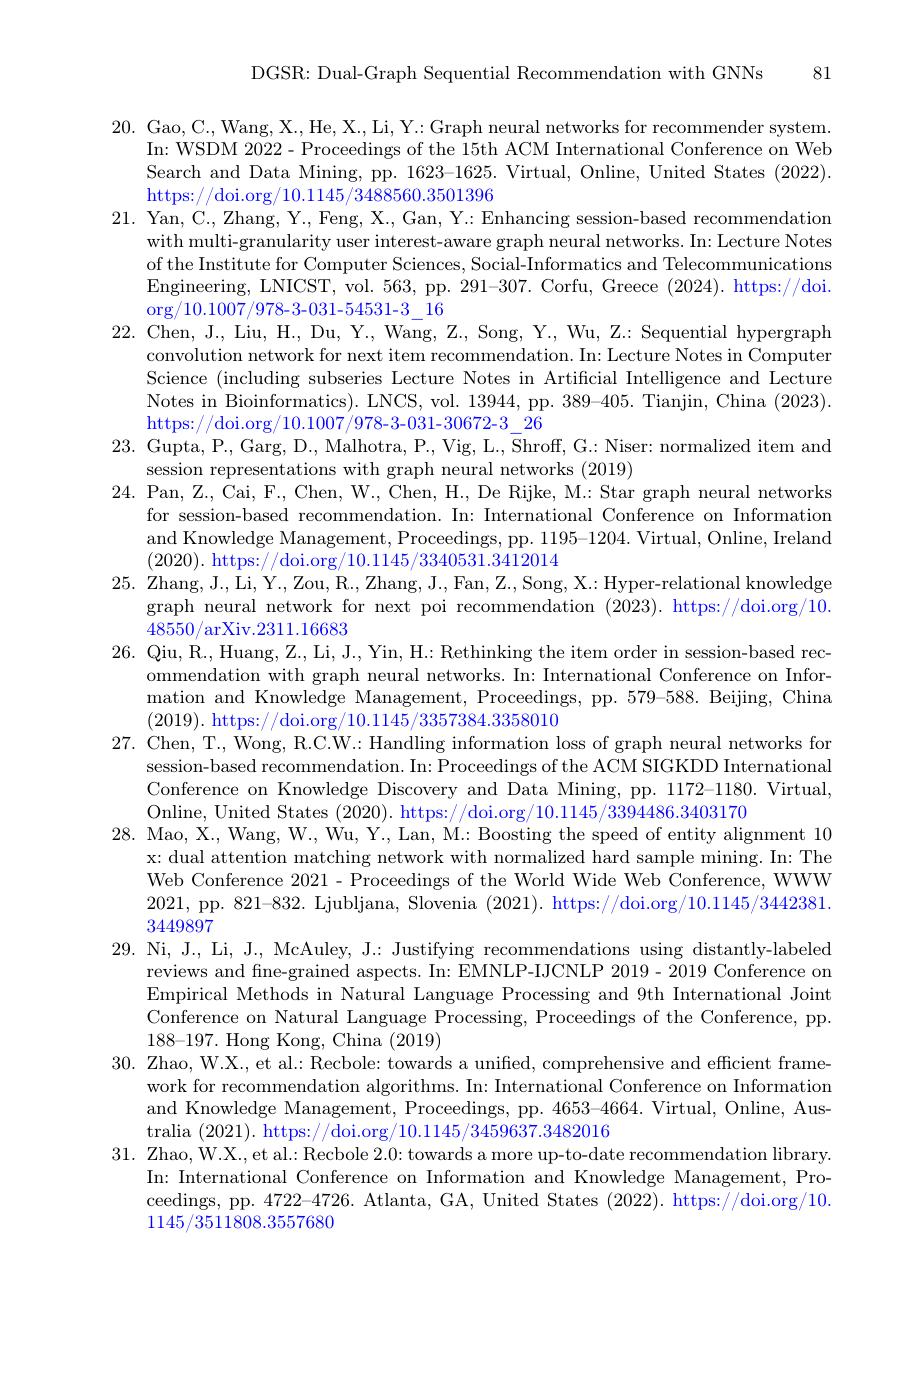 DGSR: Dual-Graph Sequential Recommendation with GNNs 81
20. Gao, C., Wang, X., He, X., Li, Y.: Graph neural networks for recommender system.
In: WSDM 2022 - Proceedings of the 15th ACM International Conference on Web
Search and Data Mining, pp. 1623–1625. Virtual, Online, United States (2022).
https://doi.org/10.1145/3488560.3501396
21. Yan, C., Zhang, Y., Feng, X., Gan, Y.: Enhancing session-based recommendation
with multi-granularity user interest-aware graph neural networks. In: Lecture Notes
of the Institute for Computer Sciences, Social-Informatics and Telecommunications
Engineering, LNICST, vol. 563, pp. 291–307. Corfu, Greece (2024). https://doi.
org/10.1007/978-3-031-54531-3_16
22. Chen, J., Liu, H., Du, Y., Wang, Z., Song, Y., Wu, Z.: Sequential hypergraph
convolution network for next item recommendation. In: Lecture Notes in Computer
Science (including subseries Lecture Notes in Artificial Intelligence and Lecture
Notes in Bioinformatics). LNCS, vol. 13944, pp. 389–405. Tianjin, China (2023).
https://doi.org/10.1007/978-3-031-30672-3_26
23. Gupta, P., Garg, D., Malhotra, P., Vig, L., Shroff, G.: Niser: normalized item and
session representations with graph neural networks (2019)
24. Pan, Z., Cai, F., Chen, W., Chen, H., De Rijke, M.: Star graph neural networks
for session-based recommendation. In: International Conference on Information
and Knowledge Management, Proceedings, pp. 1195–1204. Virtual, Online, Ireland
(2020). https://doi.org/10.1145/3340531.3412014
25. Zhang, J., Li, Y., Zou, R., Zhang, J., Fan, Z., Song, X.: Hyper-relational knowledge
graph neural network for next poi recommendation (2023). https://doi.org/10.
48550/arXiv.2311.16683
26. Qiu, R., Huang, Z., Li, J., Yin, H.: Rethinking the item order in session-based rec-
ommendation with graph neural networks. In: International Conference on Infor-
mation and Knowledge Management, Proceedings, pp. 579–588. Beijing, China
(2019). https://doi.org/10.1145/3357384.3358010
27. Chen, T., Wong, R.C.W.: Handling information loss of graph neural networks for
session-based recommendation. In: Proceedings of the ACM SIGKDD International
Conference on Knowledge Discovery and Data Mining, pp. 1172–1180. Virtual,
Online, United States (2020). https://doi.org/10.1145/3394486.3403170
28. Mao, X., Wang, W., Wu, Y., Lan, M.: Boosting the speed of entity alignment 10
x: dual attention matching network with normalized hard sample mining. In: The
Web Conference 2021 - Proceedings of the World Wide Web Conference, WWW
2021, pp. 821–832. Ljubljana, Slovenia (2021). https://doi.org/10.1145/3442381.
3449897
29. Ni, J., Li, J., McAuley, J.: Justifying recommendations using distantly-labeled
reviews and fine-grained aspects. In: EMNLP-IJCNLP 2019 - 2019 Conference on
Empirical Methods in Natural Language Processing and 9th International Joint
Conference on Natural Language Processing, Proceedings of the Conference, pp.
188–197. Hong Kong, China (2019)
30. Zhao, W.X., et al.: Recbole: towards a unified, comprehensive and efficient frame-
work for recommendation algorithms. In: International Conference on Information
and Knowledge Management, Proceedings, pp. 4653–4664. Virtual, Online, Aus-
tralia (2021). https://doi.org/10.1145/3459637.3482016
31. Zhao, W.X., et al.: Recbole 2.0: towards a more up-to-date recommendation library.
In: International Conference on Information and Knowledge Management, Pro-
ceedings, pp. 4722–4726. Atlanta, GA, United States (2022). https://doi.org/10.
1145/3511808.3557680